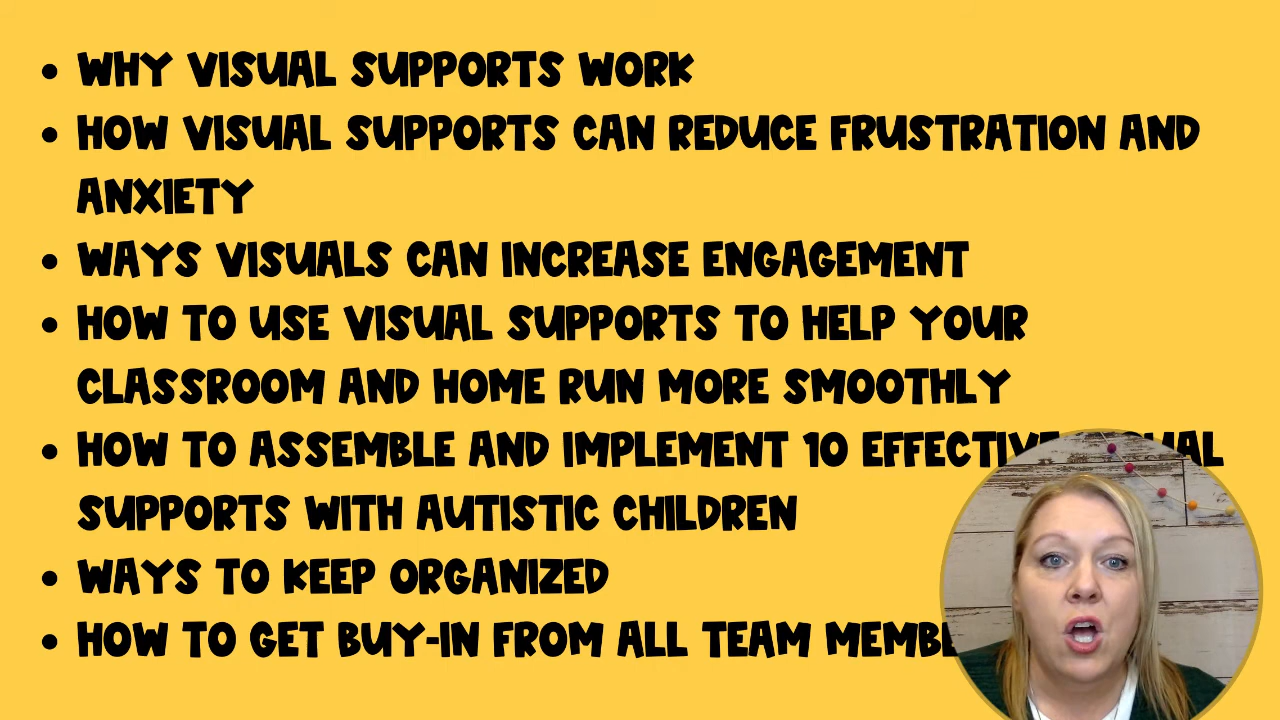 • WHY VISUAL SUPPORTS WORK
• HOW VISUAL SUPPORTS CAN REDUCE FRUSTRATION AND
ANXIETY
• WAYS VISUALS CAN INCREASE ENGAGEMENT
• HOW TO USE VISUAL SUPPORTS TO HELP YOUR
CLASSROOM AND HOME RUN MORE SMOOTHLY
• HOW TO ASSEMBLE AND IMPLEMENT 10
SUPPORTS WITH AUTISTIC CHILDREN
• WAYS TO KEEP ORGANIZED
• HOW TO GET BUY-IN FROM ALL TEAM